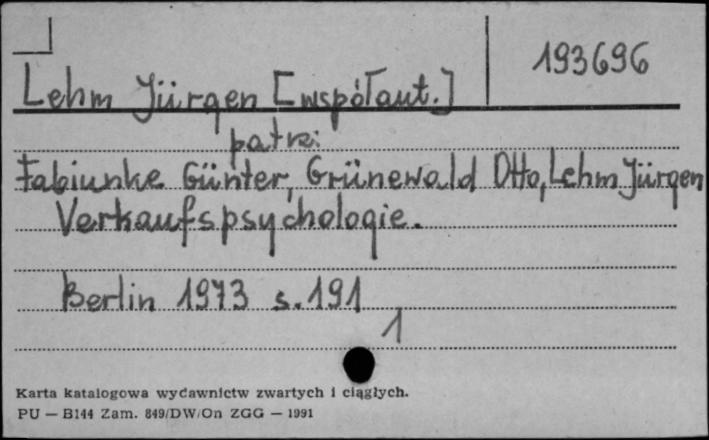 193696
Lehm Jürgen [współaut.]
patrz:
Fabiunke Günter, Grünewald Otto, Lehm Jürgen
Verkaufspsychologie.
Berlin 1973 s. 191
1
Karta katalogowa wydawnictw zwartych i ciągłych.
PU — B144 Zam. 849/DW/On ZGG — 1991